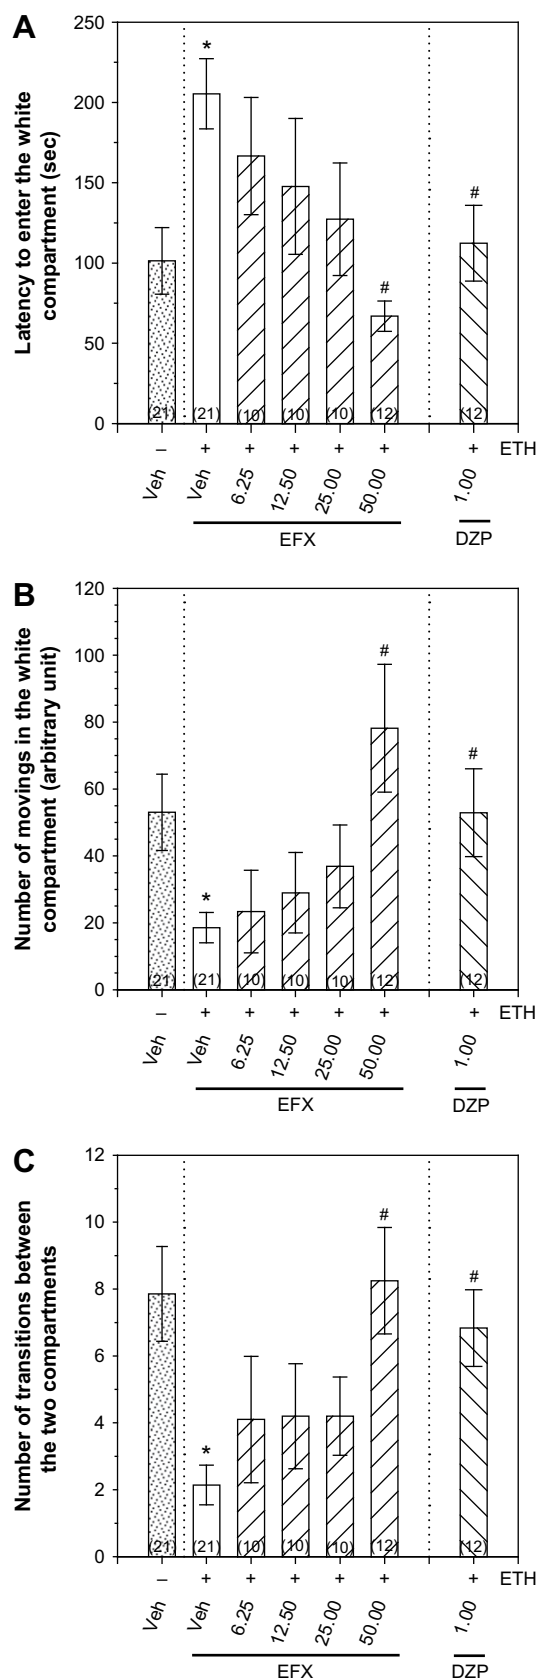 A
Latency to enter the white
compartment (sec)
250
200
150
100
50
0
*
#
#
(21) (21) (10) (10) (10) (12) (12)
– + + + + + + ETH
Veh Veh 6.25 12.50 25.00 50.00 1.00
EFX DZP
B
Number of movings in the white
compartment (arbitrary unit)
120
100
80
60
40
20
0
*
#
#
(21) (21) (10) (10) (10) (12) (12)
– + + + + + + ETH
Veh Veh 6.25 12.50 25.00 50.00 1.00
EFX DZP
C
Number of transitions between
the two compartments
12
10
8
6
4
2
0
*
#
#
(21) (21) (10) (10) (10) (12) (12)
– + + + + + + ETH
Veh Veh 6.25 12.50 25.00 50.00 1.00
EFX DZP